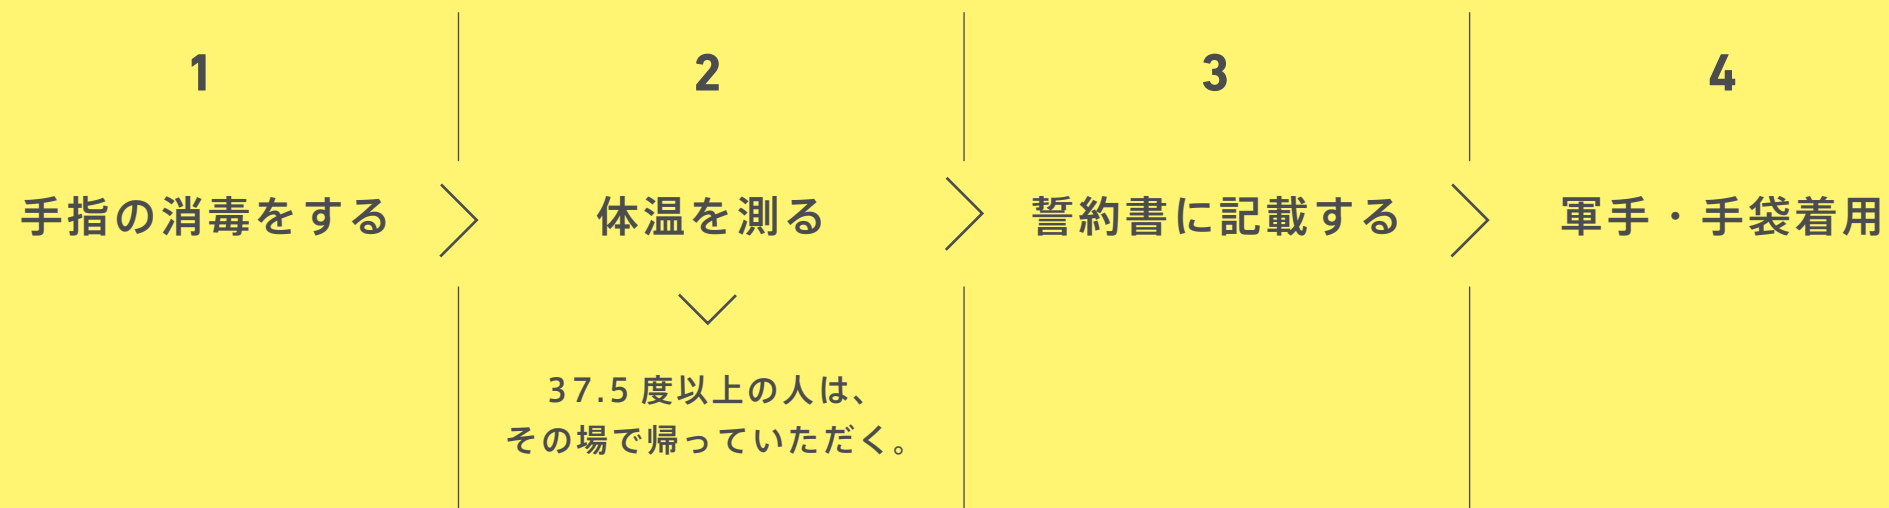 1
手指の消毒をする
2
体温を測る
37.5度以上の人は、
その場で帰っていただく。
3
誓約書に記載する
4
軍手・手袋着用